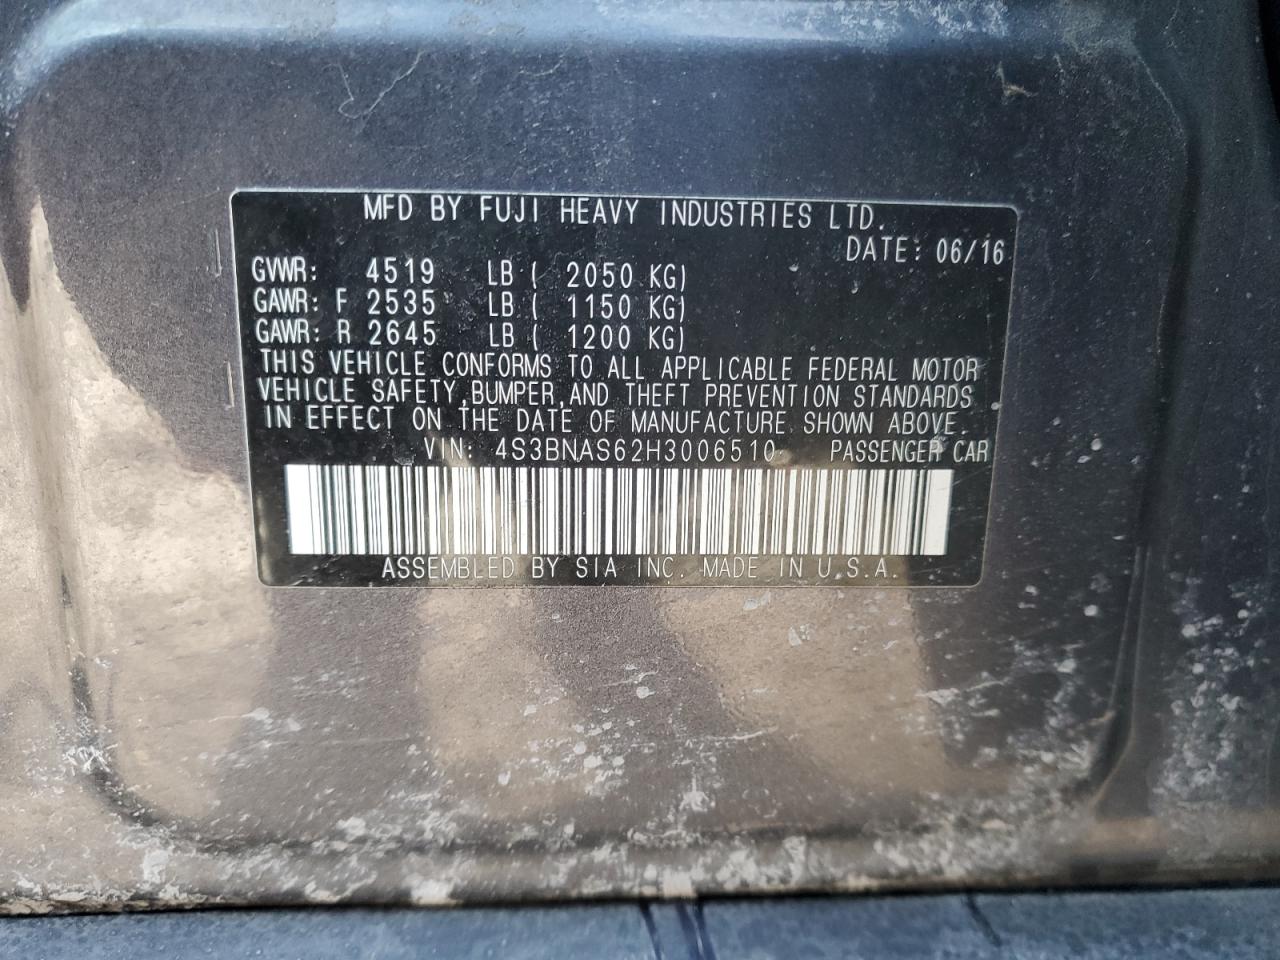 MFD BY FUJI HEAVY INDUSTRIES LTD.
DATE: 06/16
GVWR: 4519 LB ( 2050 KG)
GAWR: F 2535 LB ( 1150 KG)
GAWR: R 2645 LB ( 1200 KG)
THIS VEHICLE CONFORMS TO ALL APPLICABLE FEDERAL MOTOR
VEHICLE SAFETY,BUMPER,AND THEFT PREVENTION STANDARDS
IN EFFECT ON THE DATE OF MANUFACTURE SHOWN ABOVE.
VIN: 4S3BNAS62H3006510 PASSENGER CAR
ASSEMBLED BY SIA INC. MADE IN U.S.A.